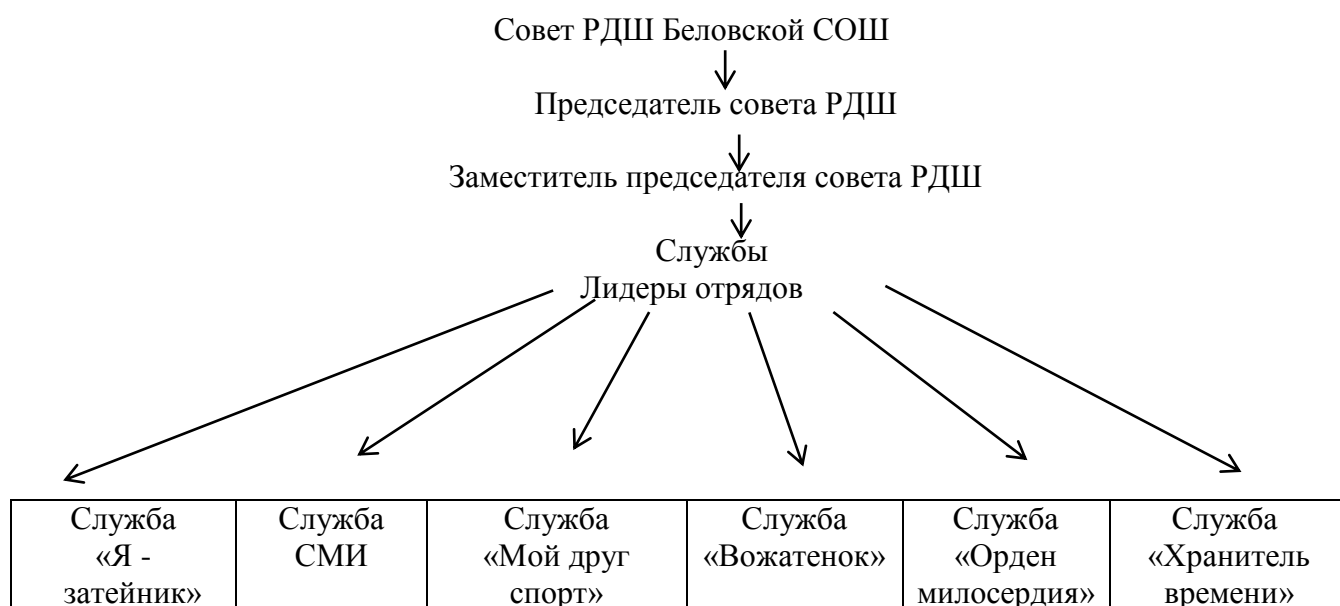 Совет РДШ Беловской СОШ
Председатель совета РДШ
Заместитель председателя совета РДШ
Службы
Лидеры отрядов
Служба
«Я -
затейник»
Служба
СМИ
Служба
«Мой друг
спорт»
Служба
«Вожатенок»
Служба
«Орден
милосердия»
Служба
«Хранитель
времени»